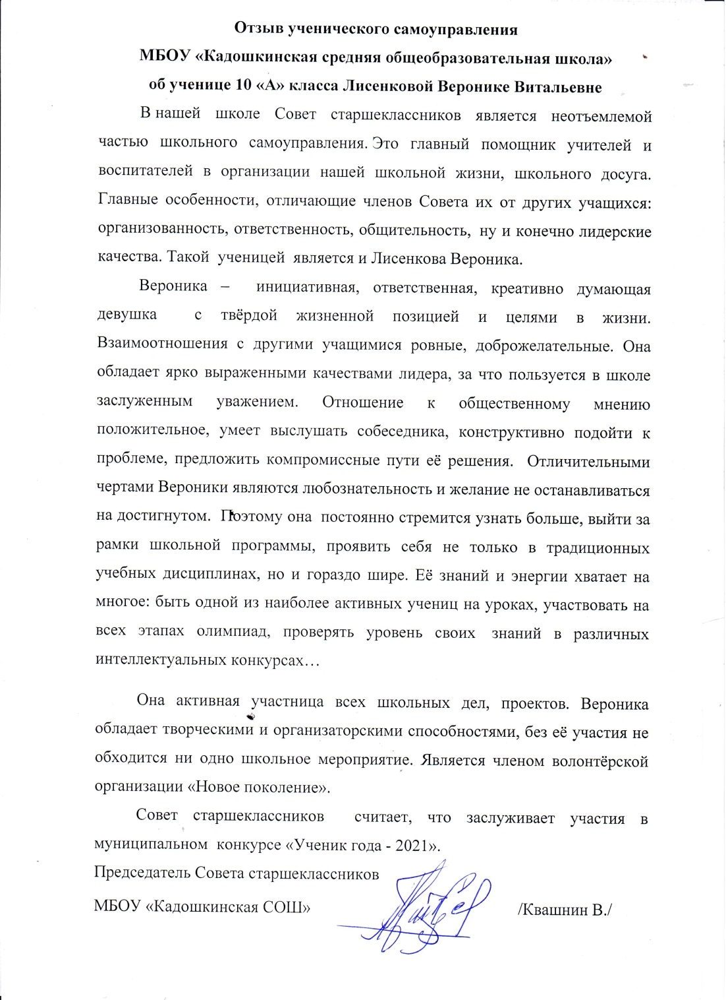 Отзыв ученического самоуправления
МБОУ «Кадошкинская средняя общеобразовательная школа»
об ученице 10 «А» класса Лисенковой Веронике Витальевне
В нашей школе Совет старшеклассников является неотъемлемой
частью школьного самоуправления. Это главный помощник учителей и
воспитателей в организации нашей школьной жизни, школьного досуга.
Главные особенности, отличающие членов Совета их от других учащихся:
организованность, ответственность, общительность, ну и конечно лидерские
качества. Такой ученицей является и Лисенкова Вероника.
Вероника – инициативная, ответственная, креативно думающая
девушка с твёрдой жизненной позицией и целями в жизни.
Взаимоотношения с другими учащимися ровные, доброжелательные. Она
обладает ярко выраженными качествами лидера, за что пользуется в школе
заслуженным уважением. Отношение к общественному мнению
положительное, умеет выслушать собеседника, конструктивно подойти к
проблеме, предложить компромиссные пути её решения. Отличительными
чертами Вероники являются любознательность и желание не останавливаться
на достигнутом. Поэтому она постоянно стремится узнать больше, выйти за
рамки школьной программы, проявить себя не только в традиционных
учебных дисциплинах, но и гораздо шире. Её знаний и энергии хватает на
многое: быть одной из наиболее активных учениц на уроках, участвовать на
всех этапах олимпиад, проверять уровень своих знаний в различных
интеллектуальных конкурсах…
Она активная участница всех школьных дел, проектов. Вероника
обладает творческими и организаторскими способностями, без её участия не
обходится ни одно школьное мероприятие. Является членом волонтёрской
организации «Новое поколение».
Совет старшеклассников считает, что заслуживает участия в
муниципальном конкурсе «Ученик года - 2021».
Председатель Совета старшеклассников
МБОУ «Кадошкинская СОШ» /Квашнин В./